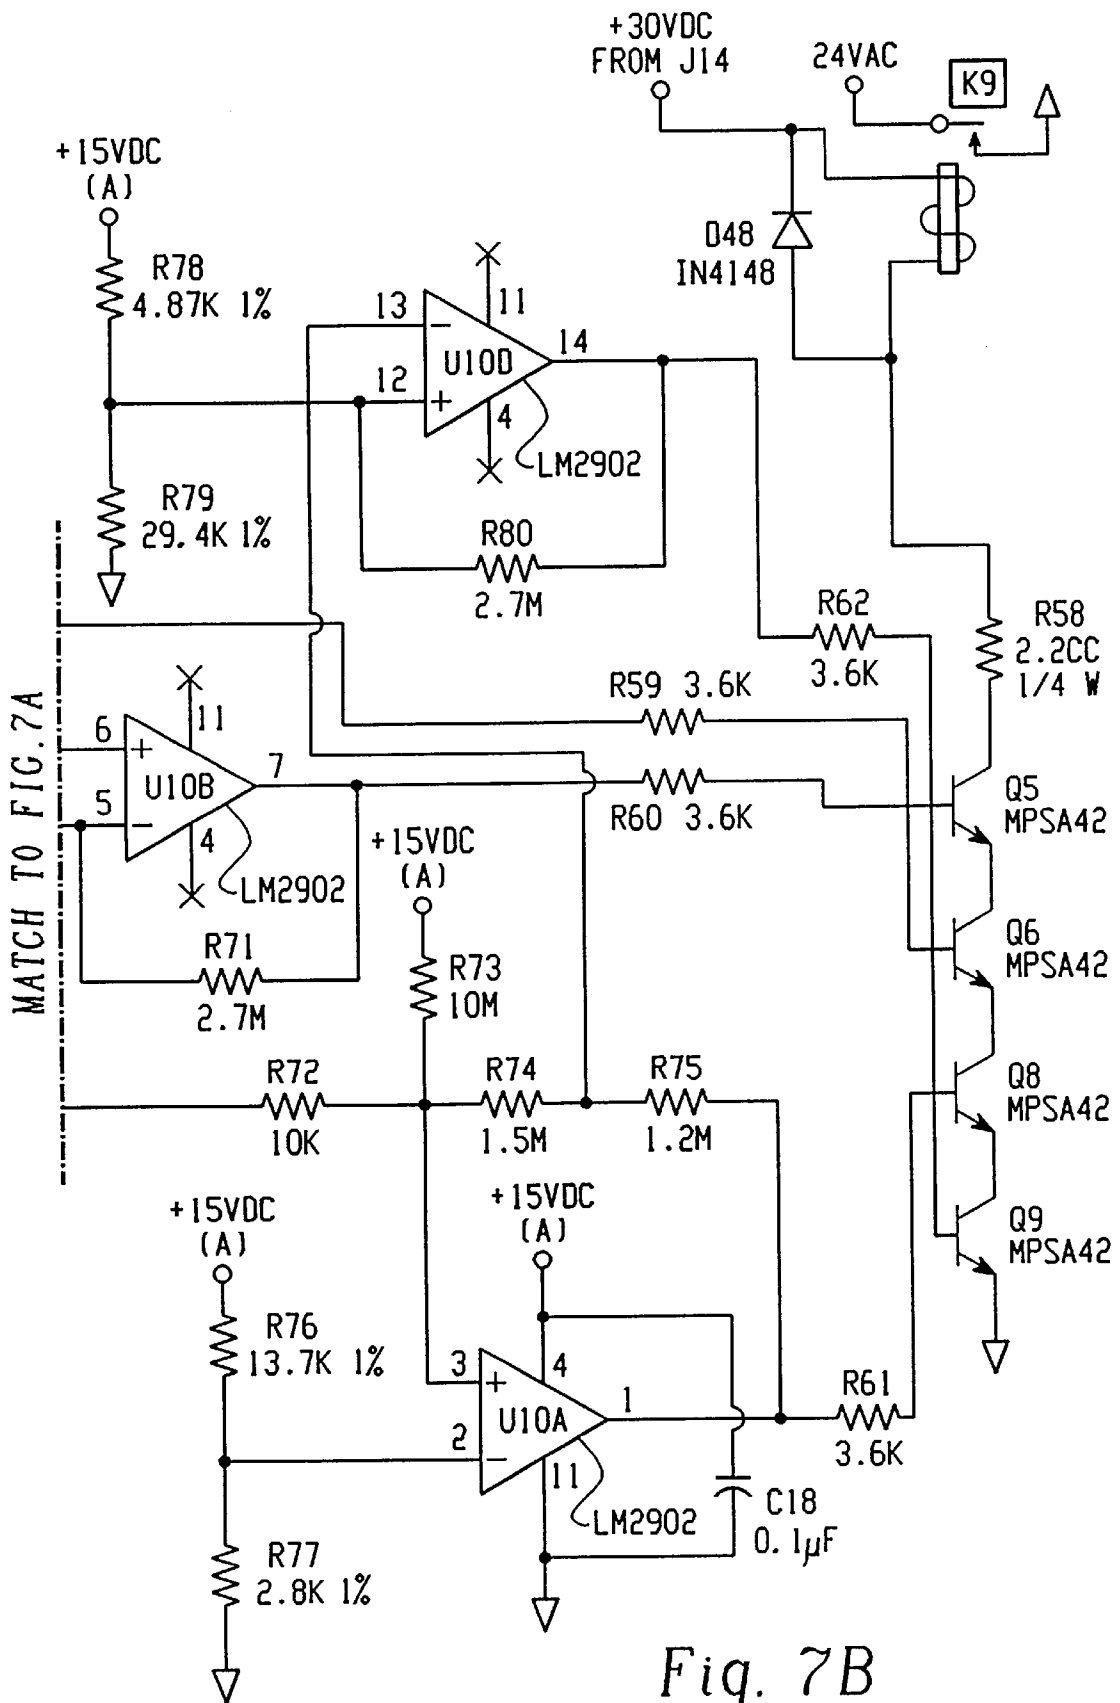 +30VDC
FROM J14
24VAC
K9
+15VDC
(A)
R78
4.87K 1%
D48
IN4148
13
11
U10D
14
12
4
LM2902
R79
29.4K 1%
R80
2.7M
R62
3.6K
R58
2.2CC
1/4 W
R59 3.6K
MATCH TO FIG.7A
6
11
U10B
7
5
4
LM2902
R60 3.6K
Q5
MPSA42
+15VDC
(A)
R71
2.7M
R73
10M
Q6
MPSA42
R72
10K
R74
1.5M
R75
1.2M
Q8
MPSA42
+15VDC
(A)
+15VDC
(A)
Q9
MPSA42
R76
13.7K 1%
3
4
U10A
1
2
11
LM2902
R61
3.6K
C18
0.1µF
R77
2.8K 1%
Fig. 7B